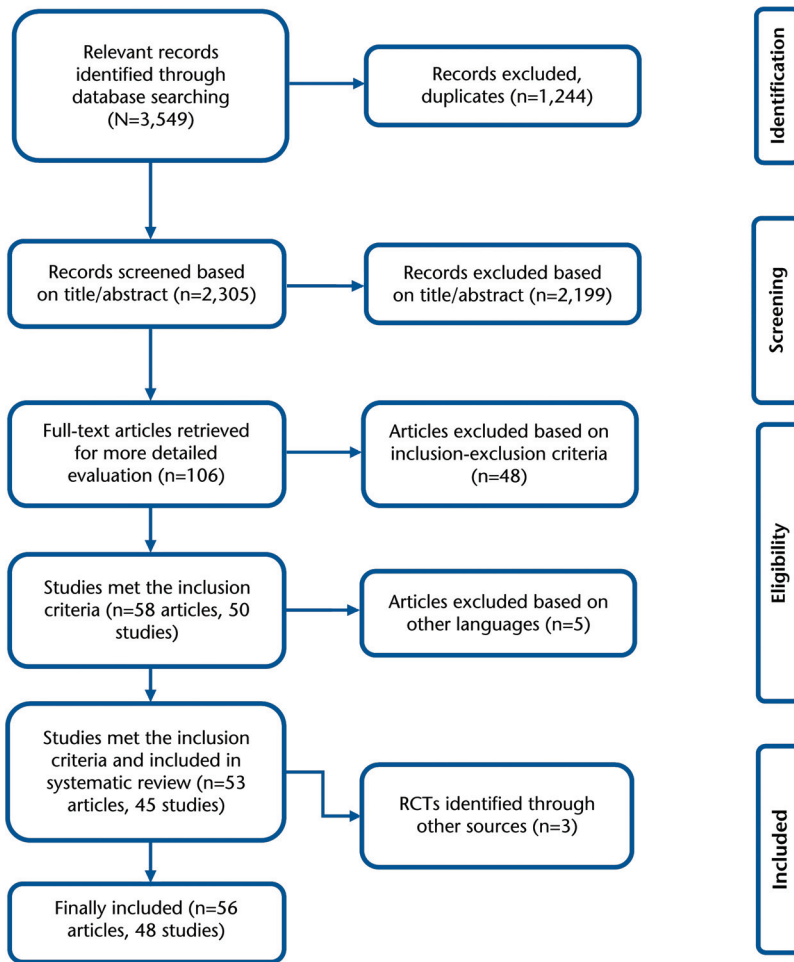 Relevant records
identified through
database searching
(N=3,549)
Records excluded,
duplicates (n=1,244)
Identification
Records screened based
on title/abstract (n=2,305)
Records excluded based
on title/abstract (n=2,199)
Screening
Full-text articles retrieved
for more detailed
evaluation (n=106)
Articles excluded based on
inclusion-exclusion criteria
(n=48)
Studies met the inclusion
criteria (n=58 articles, 50
studies)
Articles excluded based on
other languages (n=5)
Eligibility
Studies met the inclusion
criteria and included in
systematic review (n=53
articles, 45 studies)
RCTs identified through
other sources (n=3)
Finally included (n=56
articles, 48 studies)
Included